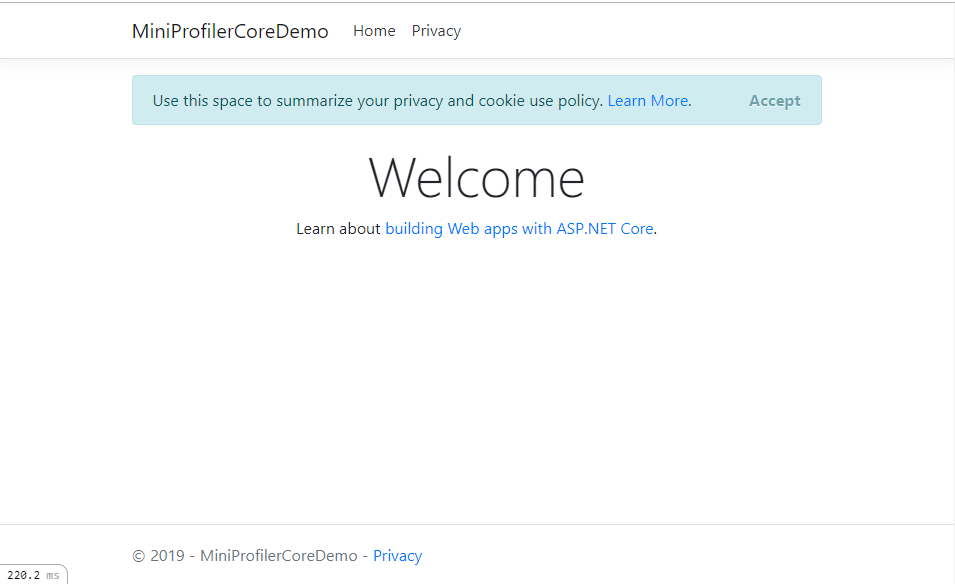 MiniProfilerCoreDemo Home Privacy
Use this space to summarize your privacy and cookie use policy. Learn More. Accept
Welcome
Learn about building Web apps with ASP.NET Core.
© 2019 - MiniProfilerCoreDemo - Privacy
220.2 ms